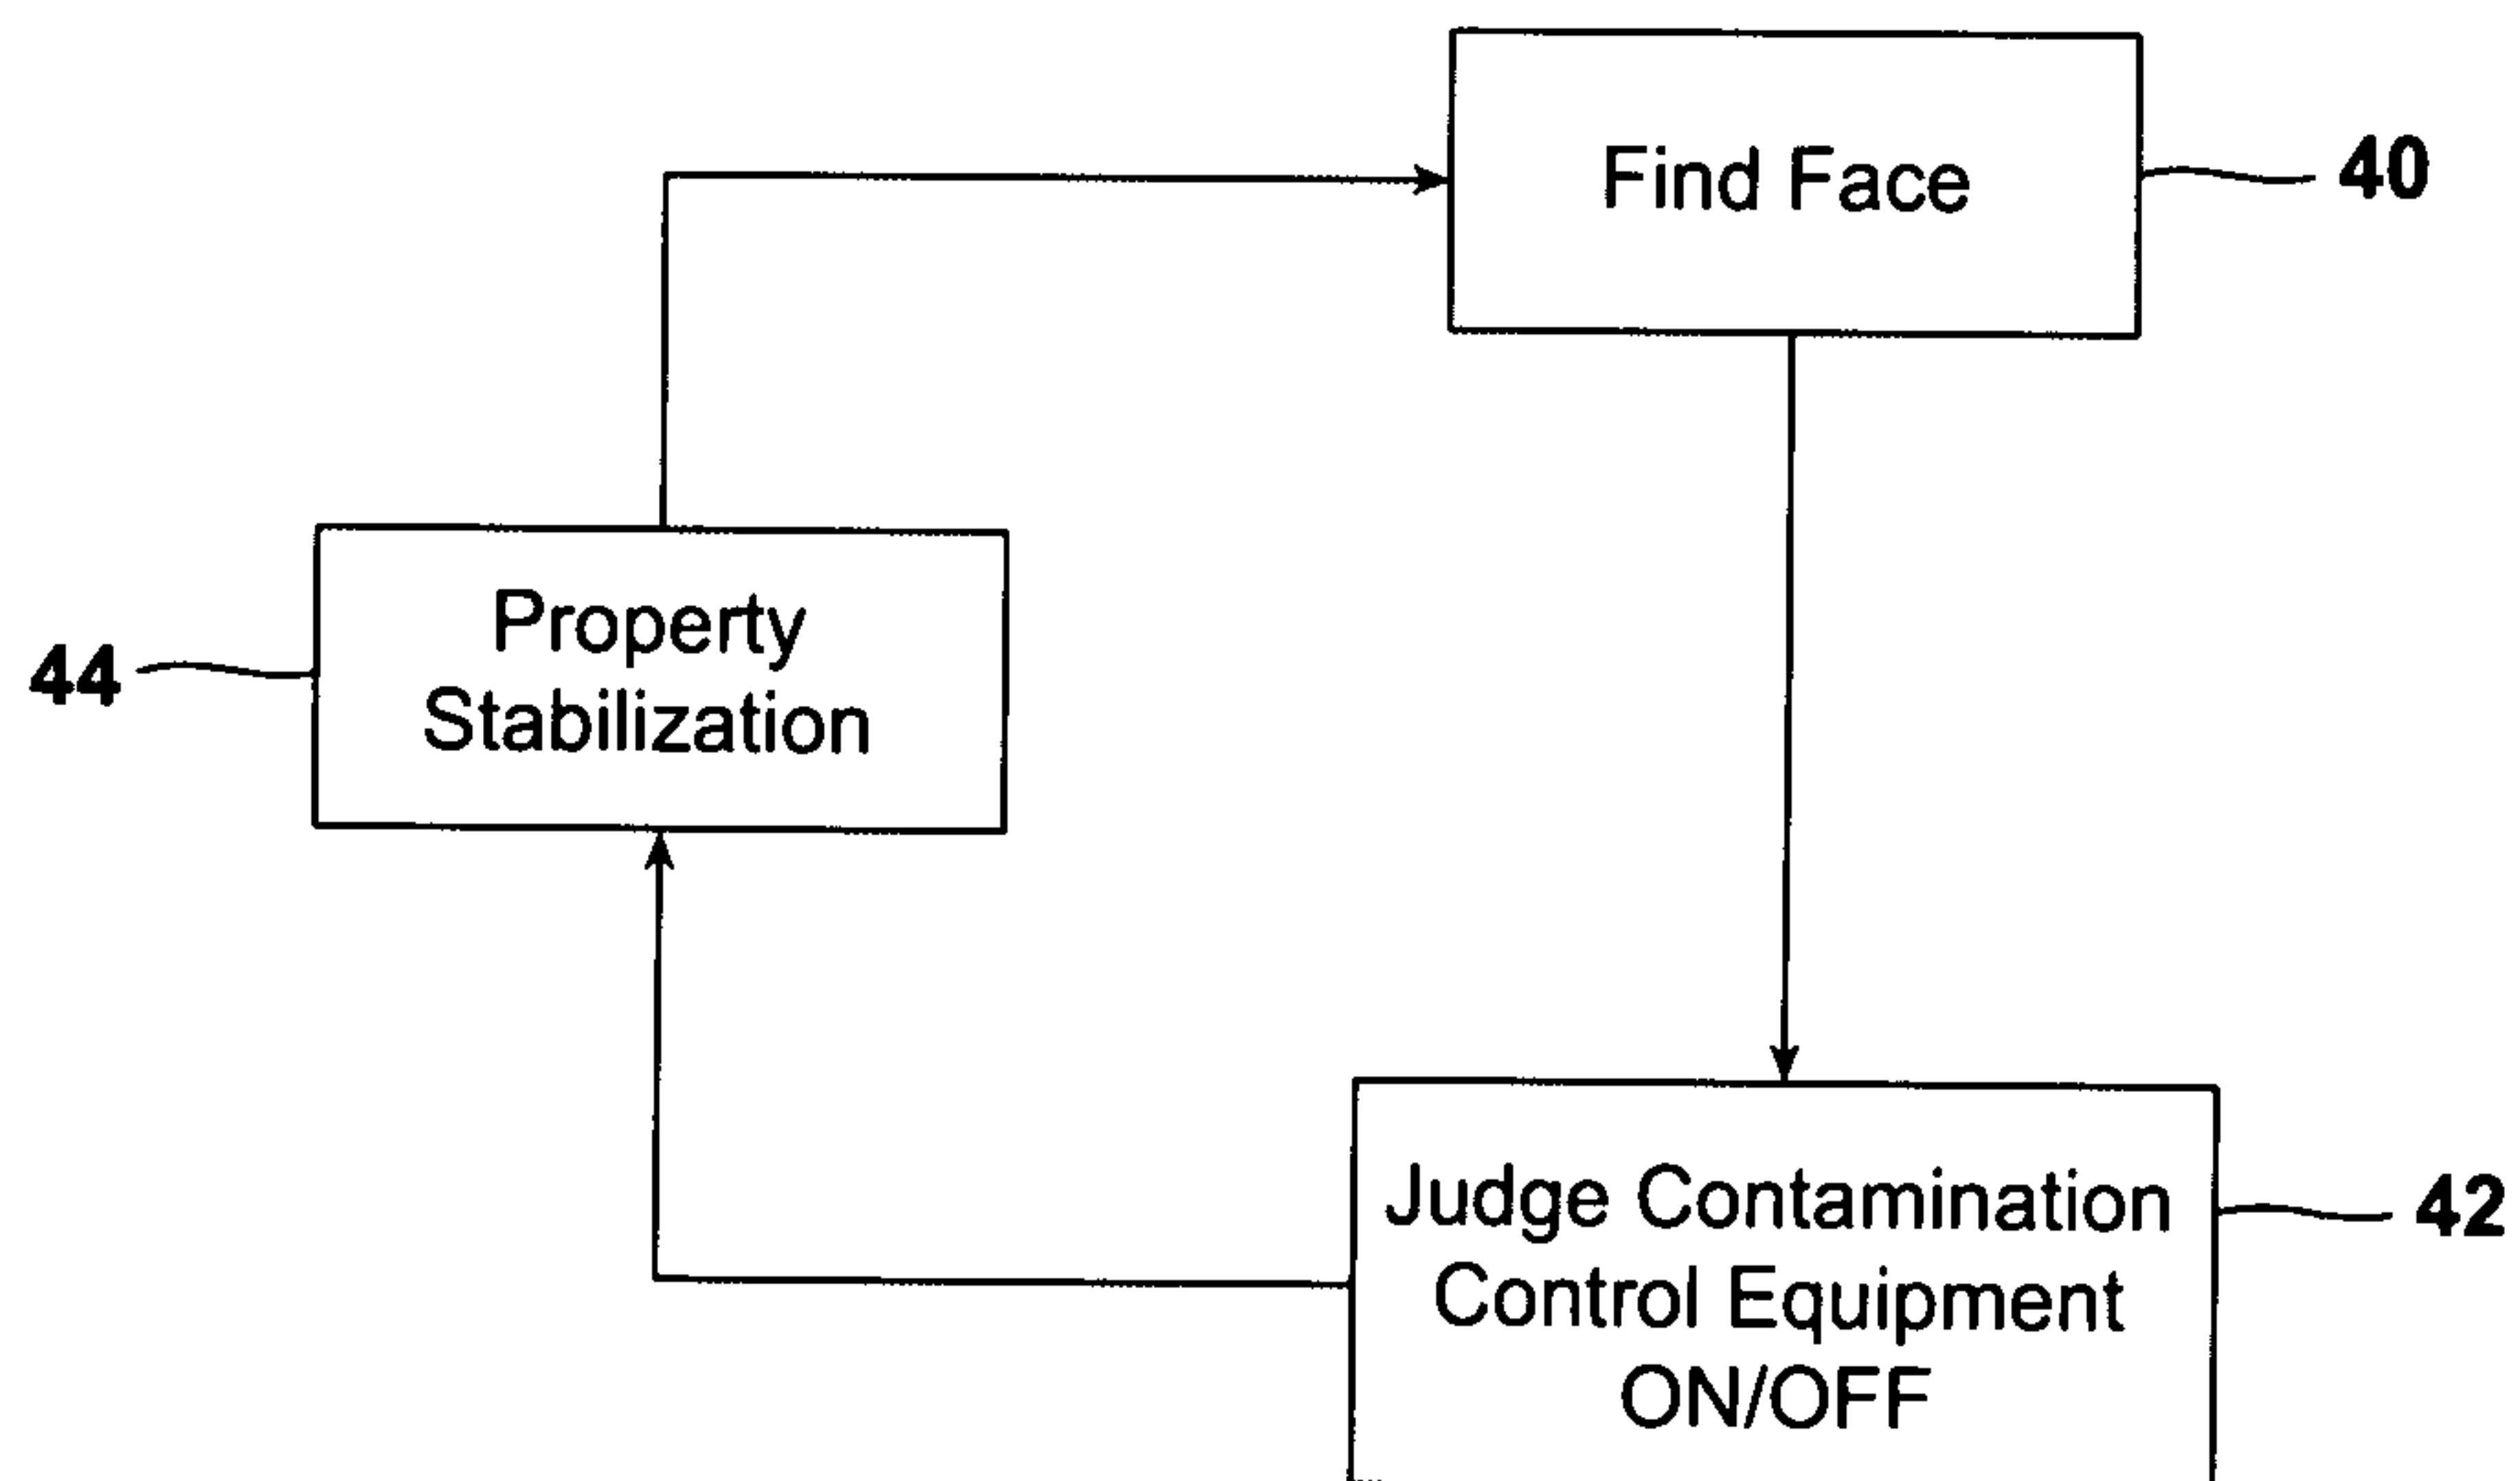 Find Face
40
Property
Stabilization
44
Judge Contamination
Control Equipment
ON/OFF
42